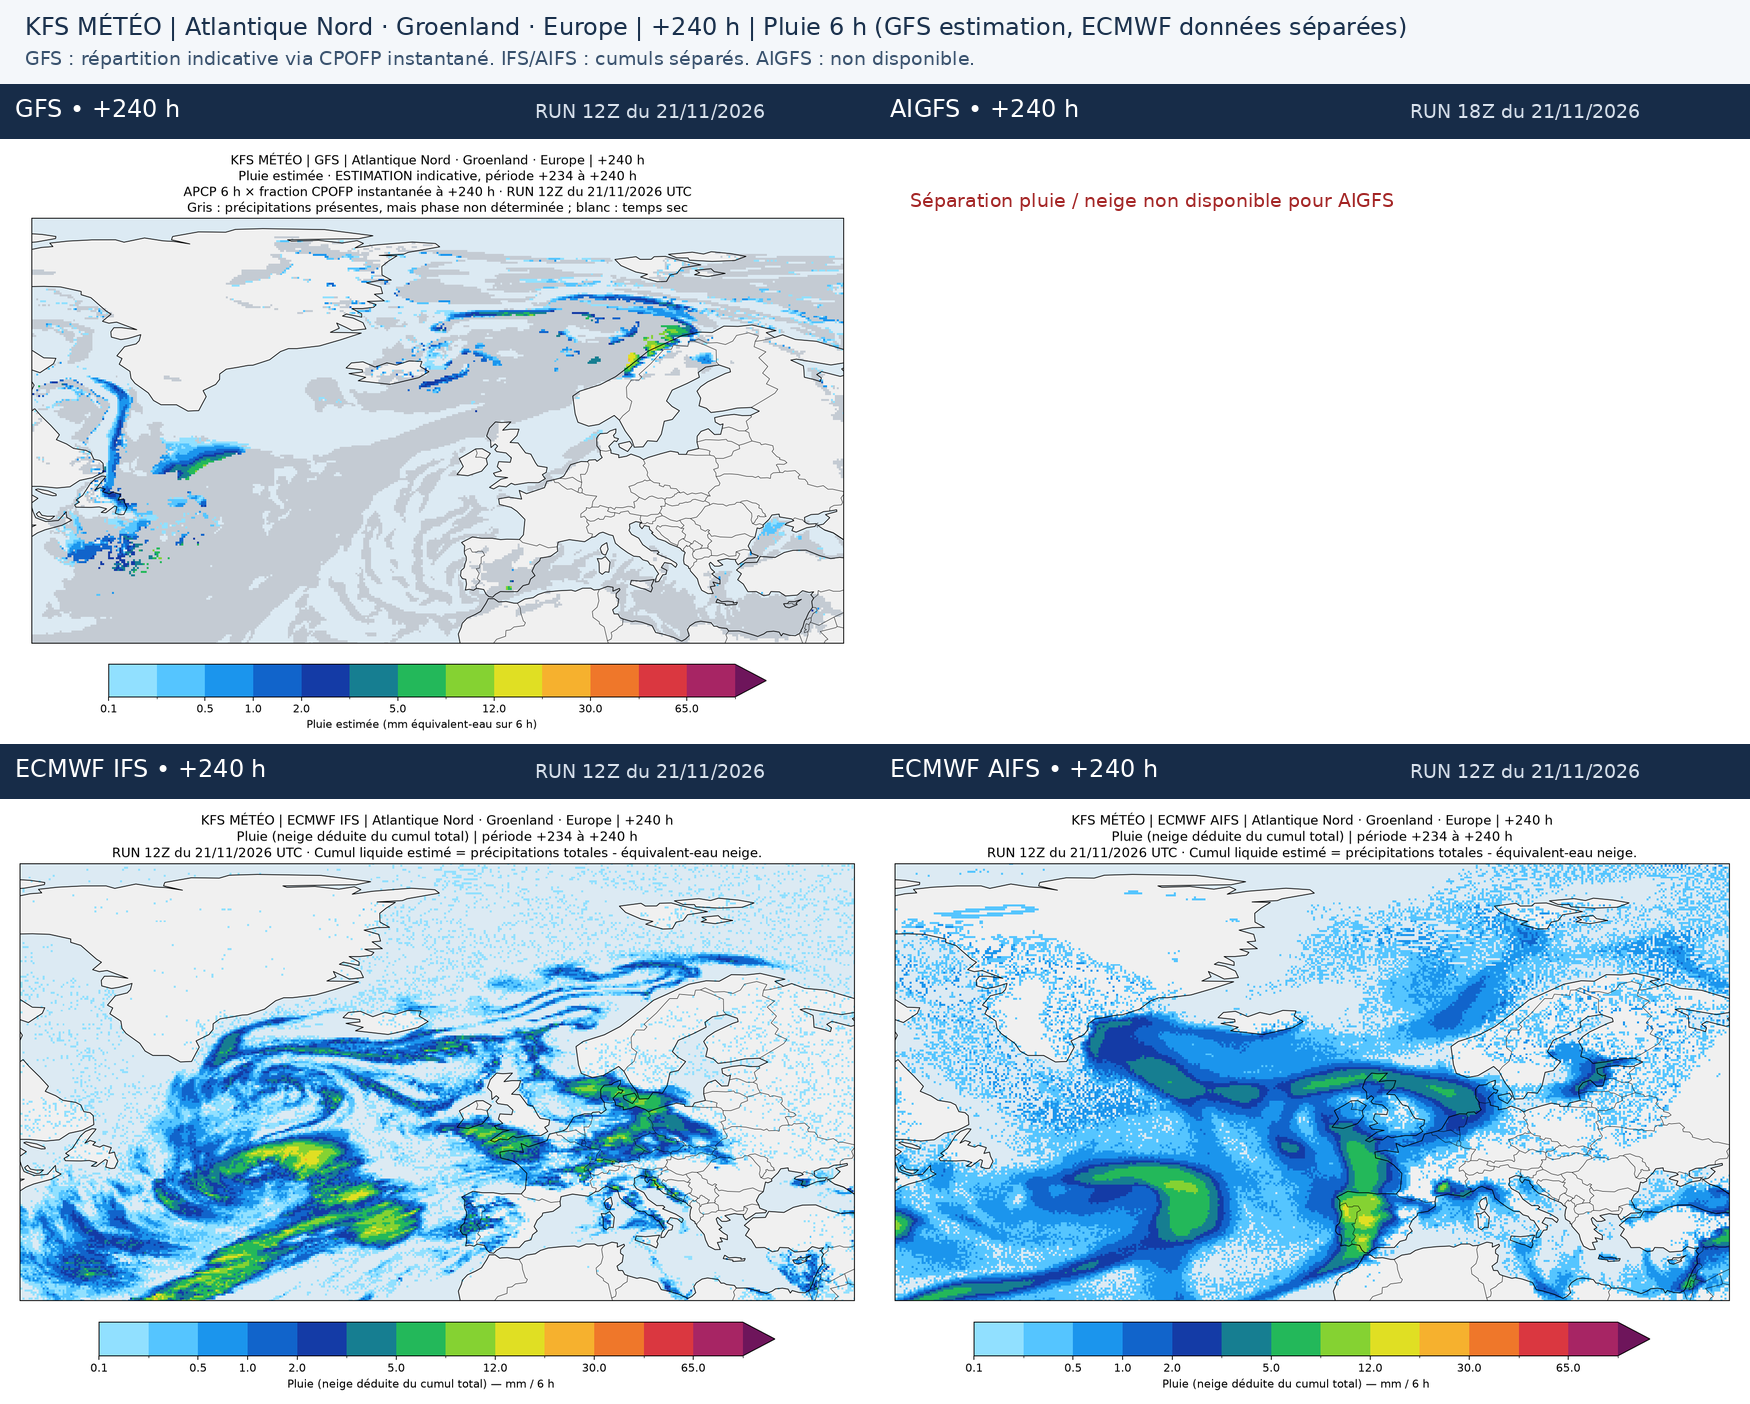 KFS MÉTÉO | Atlantique Nord · Groenland · Europe | +240 h | Pluie 6 h (GFS estimation, ECMWF données séparées)
GFS : répartition indicative via CPOFP instantané. IFS/AIFS : cumuls séparés. AIGFS : non disponible.
GFS • +240 h RUN 12Z du 21/11/2026
AIGFS • +240 h RUN 18Z du 21/11/2026
KFS MÉTÉO | GFS | Atlantique Nord · Groenland · Europe | +240 h
Pluie estimée · ESTIMATION indicative, période +234 à +240 h
APCP 6 h × fraction CPOFP instantanée à +240 h · RUN 12Z du 21/11/2026 UTC
Gris : précipitations présentes, mais phase non déterminée ; blanc : temps sec
0.1 0.5 1.0 2.0 5.0 12.0 30.0 65.0
Pluie estimée (mm équivalent-eau sur 6 h)
Séparation pluie / neige non disponible pour AIGFS
ECMWF IFS • +240 h RUN 12Z du 21/11/2026
ECMWF AIFS • +240 h RUN 12Z du 21/11/2026
KFS MÉTÉO | ECMWF IFS | Atlantique Nord · Groenland · Europe | +240 h
Pluie (neige déduite du cumul total) | période +234 à +240 h
RUN 12Z du 21/11/2026 UTC · Cumul liquide estimé = précipitations totales - équivalent-eau neige.
0.1 0.5 1.0 2.0 5.0 12.0 30.0 65.0
Pluie (neige déduite du cumul total) — mm / 6 h
KFS MÉTÉO | ECMWF AIFS | Atlantique Nord · Groenland · Europe | +240 h
Pluie (neige déduite du cumul total) | période +234 à +240 h
RUN 12Z du 21/11/2026 UTC · Cumul liquide estimé = précipitations totales - équivalent-eau neige.
0.1 0.5 1.0 2.0 5.0 12.0 30.0 65.0
Pluie (neige déduite du cumul total) — mm / 6 h